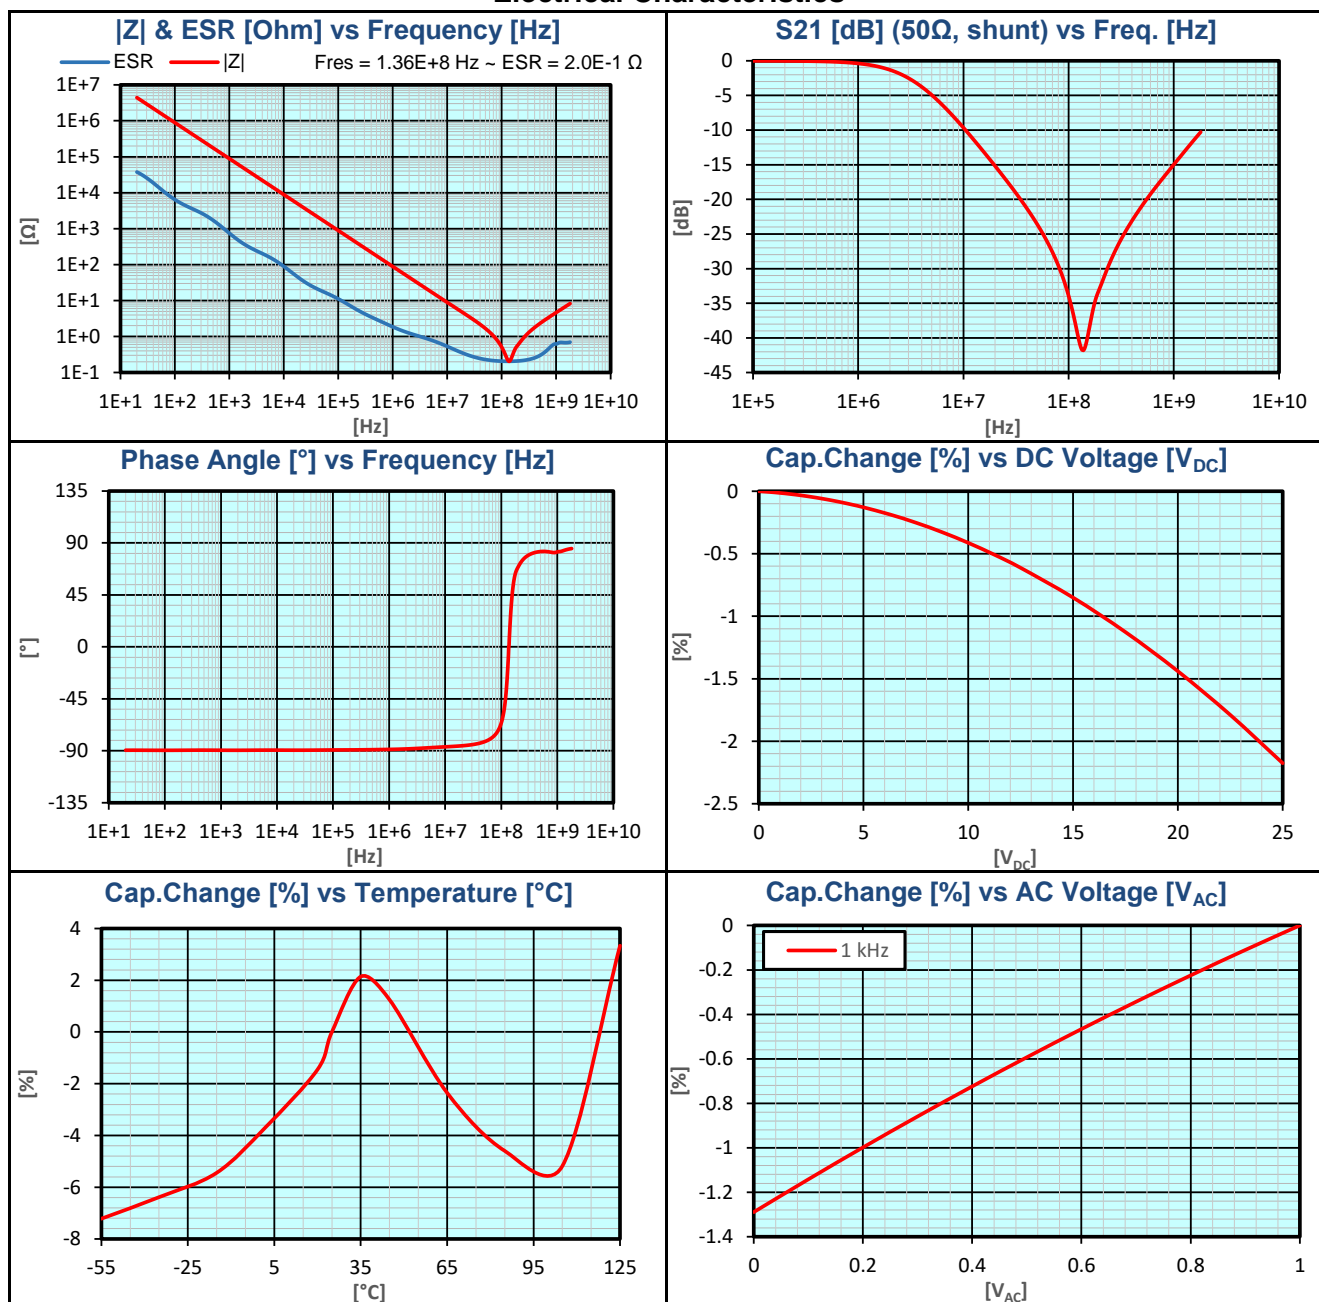 |Z| & ESR [Ohm] vs Frequency [Hz]
ESR |Z| Fres = 1.36E+8 Hz ~ ESR = 2.0E-1 Ω
1E+7
1E+6
1E+5
1E+4
1E+3
1E+2
1E+1
1E+0
1E-1
[Ω]
1E+1 1E+2 1E+3 1E+4 1E+5 1E+6 1E+7 1E+8 1E+9 1E+10
[Hz]
S21 [dB] (50Ω, shunt) vs Freq. [Hz]
0
-5
-10
-15
-20
-25
-30
-35
-40
-45
[dB]
1E+5 1E+6 1E+7 1E+8 1E+9 1E+10
[Hz]
Phase Angle [°] vs Frequency [Hz]
135
90
45
0
-45
-90
-135
[°]
1E+1 1E+2 1E+3 1E+4 1E+5 1E+6 1E+7 1E+8 1E+9 1E+10
[Hz]
Cap.Change [%] vs DC Voltage [VDC]
0
-0.5
-1
-1.5
-2
-2.5
[%]
0 5 10 15 20 25
[VDC]
Cap.Change [%] vs Temperature [°C]
4
2
0
-2
-4
-6
-8
[%]
-55 -25 5 35 65 95 125
[°C]
Cap.Change [%] vs AC Voltage [VAC]
1 kHz
0
-0.2
-0.4
-0.6
-0.8
-1
-1.2
-1.4
[%]
0 0.2 0.4 0.6 0.8 1
[VAC]